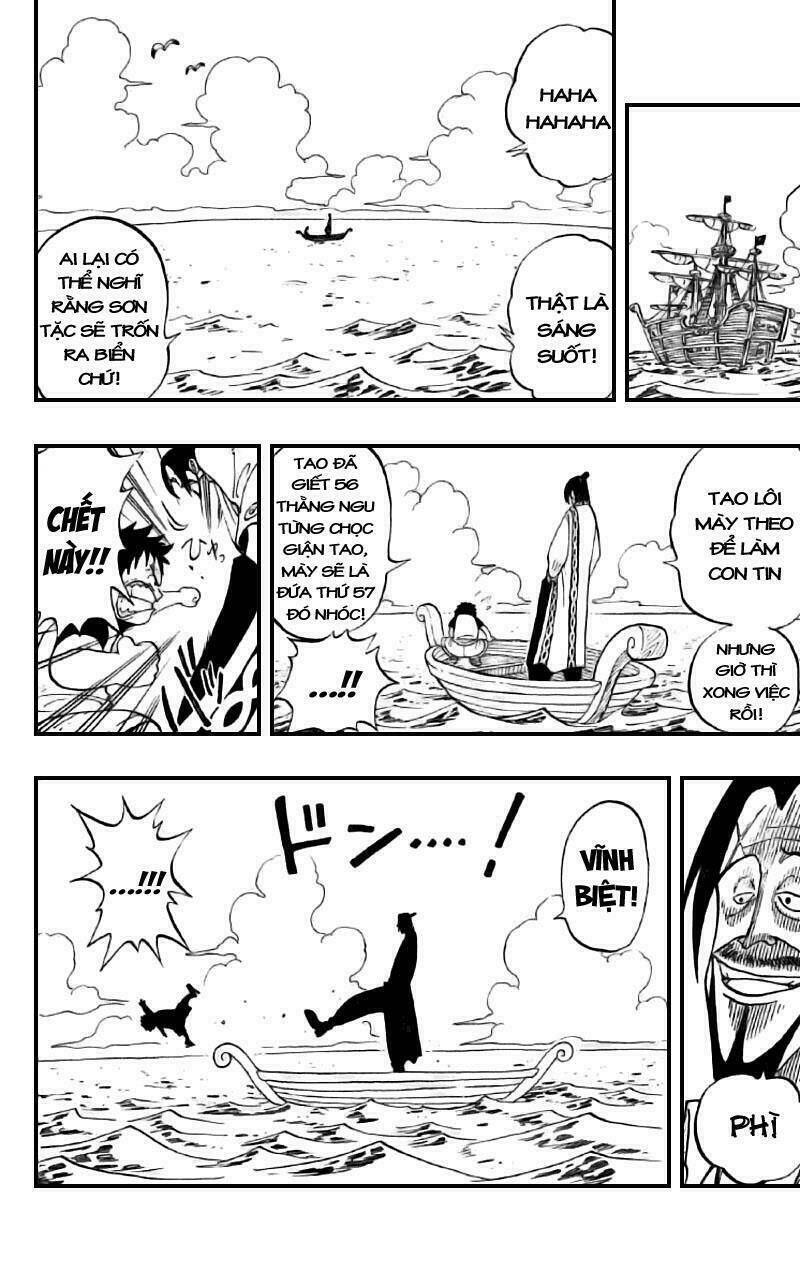 HAHA
HAHAHA
THẬT LÀ
SÁNG
SUỐT!
AI LẠI CÓ
THỂ NGHĨ
RẰNG SƠN
TẶC SẼ TRỐN
RA BIỂN
CHỨ!
TAO LÔI
MÀY THEO
ĐỂ LÀM
CON TIN
NHƯNG
GIỜ THÌ
XONG VIỆC
RỒI!
TAO ĐÃ
GIẾT 56
THẰNG NGU
TỪNG CHỌC
GIẬN TAO,
MÀY SẼ LÀ
ĐỨA THỨ 57
ĐÓ NHÓC!
....!!
CHẾT
NÀY!!
PHÌ
VĨNH
BIỆT!
ドン....!
....!!!